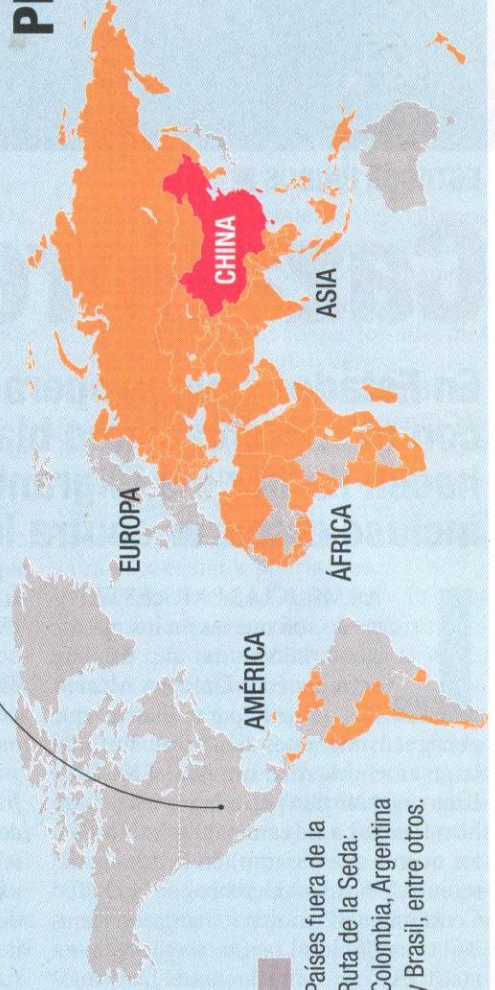 EUROPA
CHINA
ASIA
AMÉRICA
ÁFRICA
Países fuera de la
Ruta de la Seda:
Colombia, Argentina
y Brasil, entre otros.